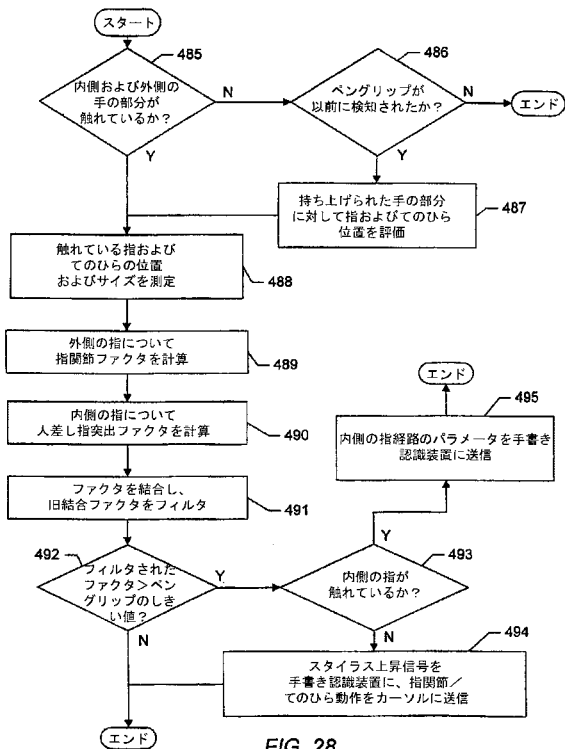 スタート
485
内側および外側の
手の部分が
触れているか？
N
Y
486
ペングリップが
以前に検知されたか？
N
エンド
Y
持ち上げられた手の部分
に対して指およびてのひら
位置を評価
487
触れている指および
てのひらの位置
およびサイズを測定
488
外側の指について
指関節ファクタを計算
489
内側の指について
人差し指突出ファクタを計算
490
ファクタを結合し、
旧結合ファクタをフィルタ
491
492
フィルタされた
ファクタ＞ペン
グリップのしき
い値？
Y
N
エンド
495
内側の指経路のパラメータを手書き
認識装置に送信
Y
493
内側の指が
触れているか？
N
494
スタイラス上昇信号を
手書き認識装置に、指関節／
てのひら動作をカーソルに送信
エンド
FIG. 28